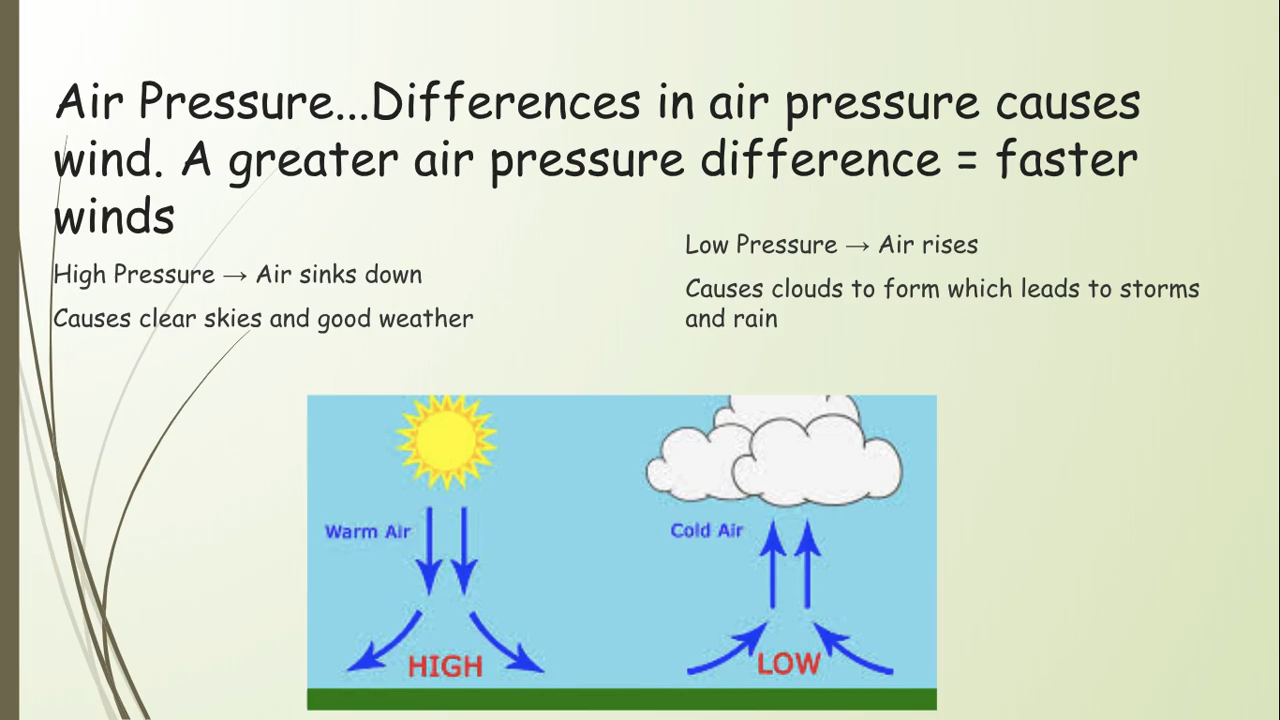 Air Pressure...Differences in air pressure causes
wind. A greater air pressure difference = faster
winds
High Pressure → Air sinks down
Causes clear skies and good weather
Low Pressure → Air rises
Causes clouds to form which leads to storms
and rain
Warm Air
HIGH
Cold Air
LOW